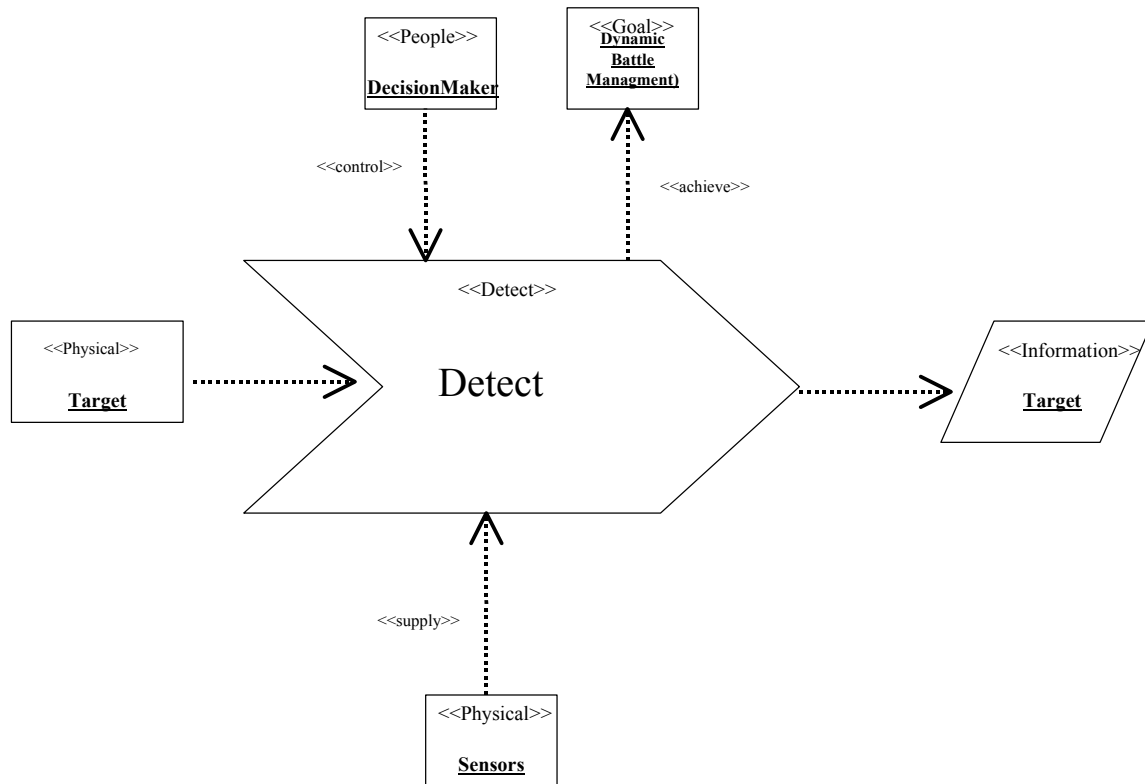 <<People>>
DecisionMaker
<<Goal>>
Dynamic
Battle
Managment)
<<control>>
<<achieve>>
<<Detect>>
Detect
<<Physical>>
Target
<<Information>>
Target
<<supply>>
<<Physical>>
Sensors